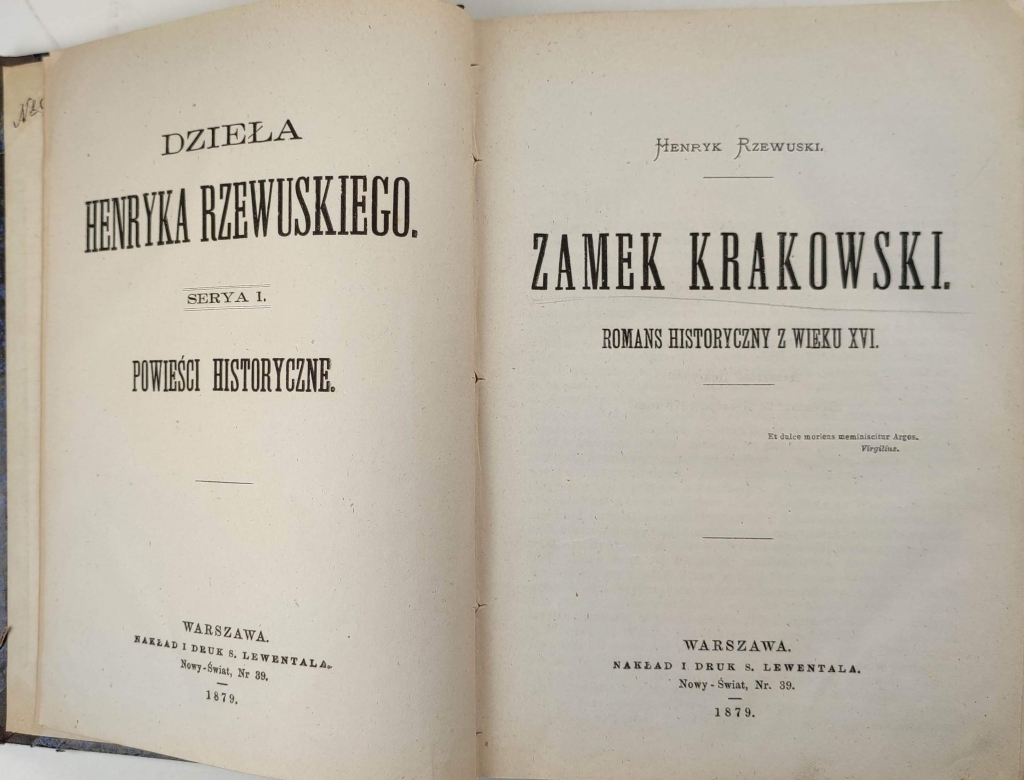 DZIEŁA
HENRYKA RZEWUSKIEGO.
SERYA I.
POWIEŚCI HISTORYCZNE.
WARSZAWA.
NAKŁAD I DRUK S. LEWENTALA.
Nowy-Świat, Nr 39.
1879.
HENRYK RZEWUSKI.
ZAMEK KRAKOWSKI.
ROMANS HISTORYCZNY Z WIEKU XVI.
Et dulce moriens meminiscitur Argos.
Virgilius.
WARSZAWA.
NAKŁAD I DRUK S. LEWENTALA.
Nowy-Świat, Nr. 39.
1879.